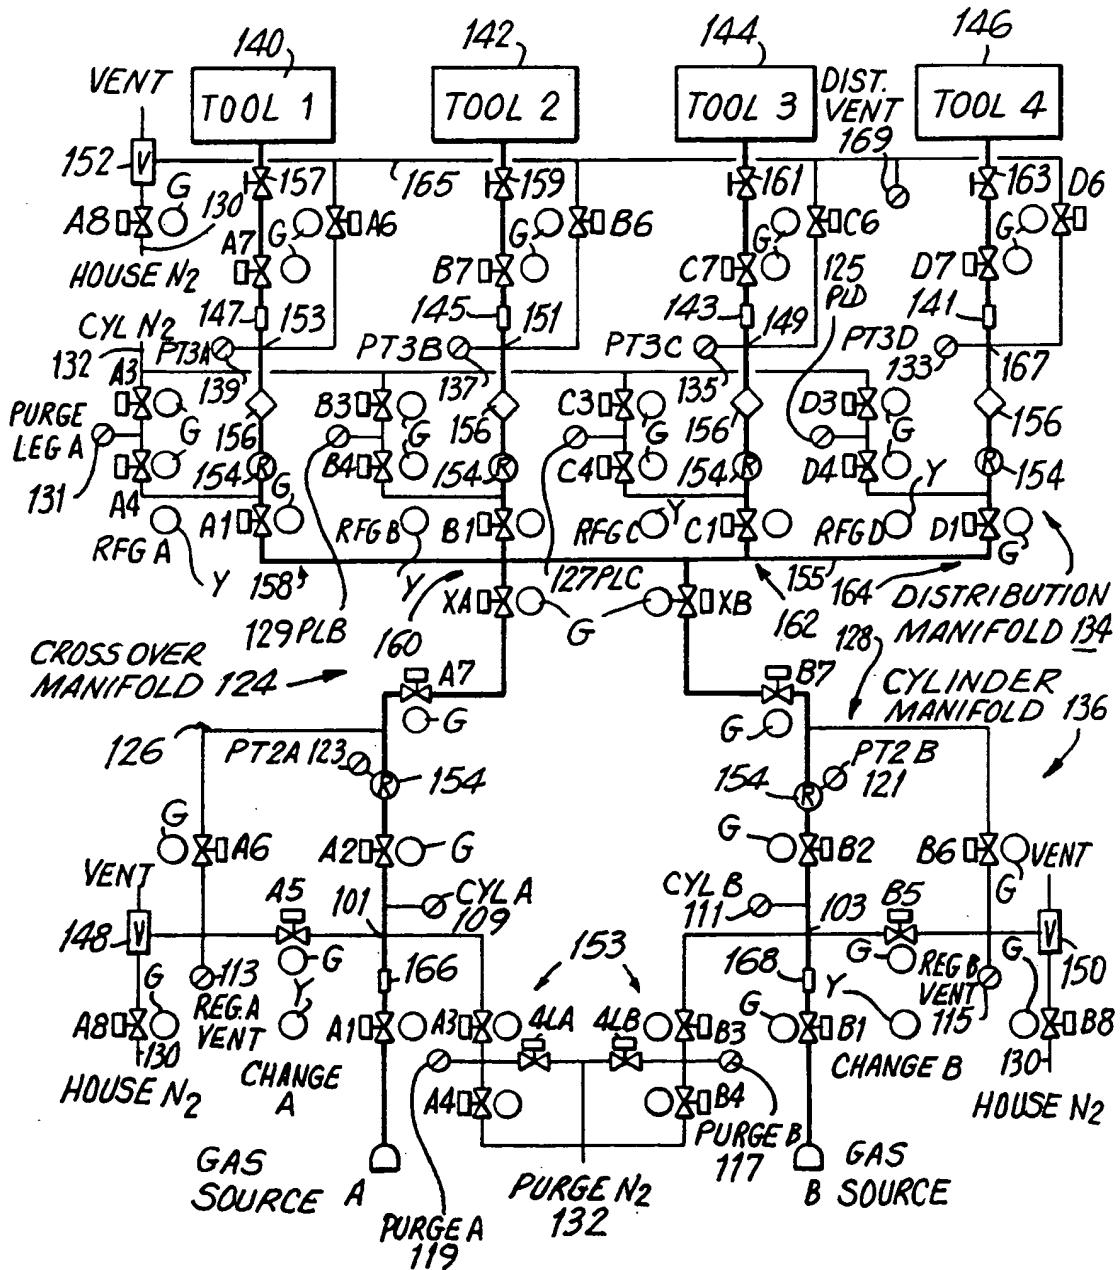 140
142
144
146
VENT
TOOL 1
TOOL 2
TOOL 3
DIST.
VENT
169
TOOL 4
152
V
G
157
165
159
161
163
D6
A8
130
A7
G
A6
G
B6
G
C6
G
HOUSE N2
B7
C7
125
PLD
D7
CYL N2
147
153
145
151
143
149
141
132
PT3A
139
PT3B
137
PT3C
135
PT3D
133
167
A3
PURGE
LEG A
G
B3
C3
D3
156
G
156
G
156
G
156
131
A4
154
R
G
B4
154
R
C4
154
R
D4
Y
R
154
RFG A
A1
RFG B
B1
RFG C
Y
C1
RFG D
D1
G
Y
158
Y
127 PLC
155
164
DISTRIBUTION
MANIFOLD 134
129 PLB
160
XA
G
XB
162
128
CROSS OVER
MANIFOLD 124
A7
B7
CYLINDER
MANIFOLD 136
G
G
126
PT2A 123
R
154
154
R
PT2B
121
G
A6
A2
G
G
B2
B6
G
VENT
VENT
A5
101
CYL A
109
CYL B
111
103
B5
148
V
113
REG.A
VENT
G
166
153
168
G
REG B
VENT
115
G
V
150
G
Y
Y
A8
130
A1
A3
4LA
4LB
B3
G
B1
B8
130
HOUSE N2
CHANGE
A
A4
B4
CHANGE B
HOUSE N2
PURGE B
117
GAS
SOURCE A
PURGE N2
132
B
GAS
SOURCE
PURGE A
119